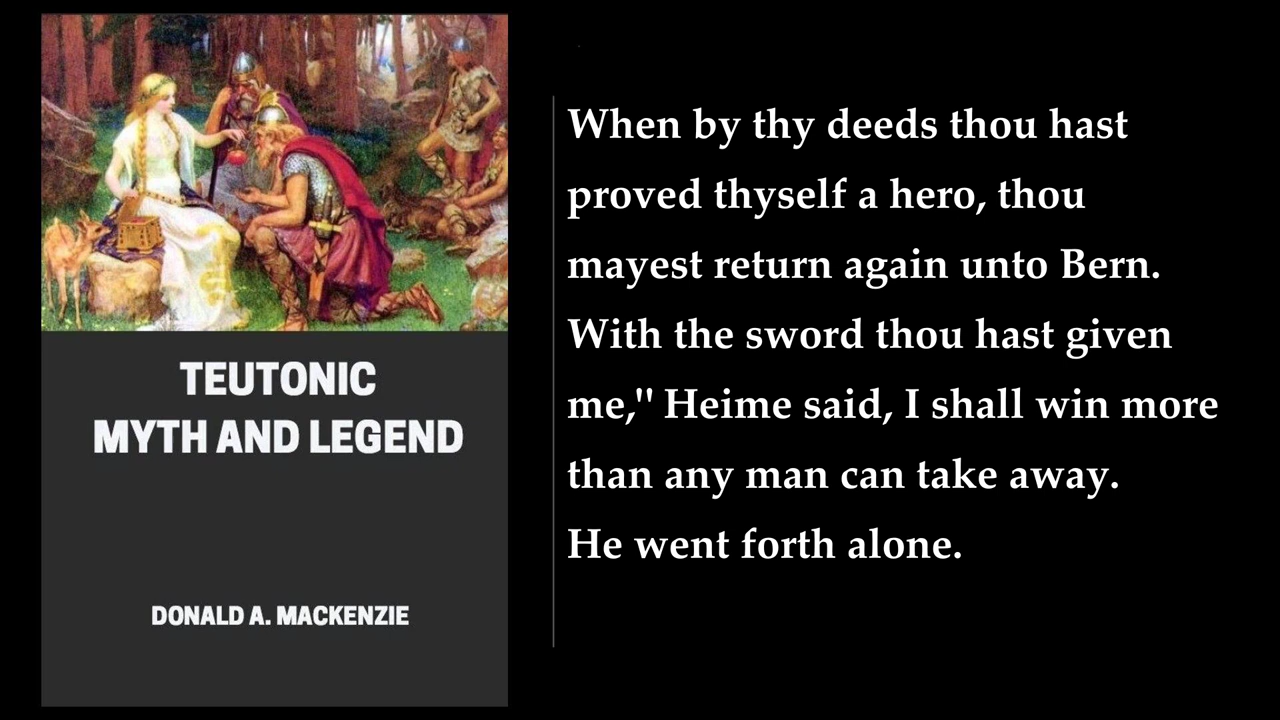 TEUTONIC
MYTH AND LEGEND
DONALD A. MACKENZIE
When by thy deeds thou hast
proved thyself a hero, thou
mayest return again unto Bern.
With the sword thou hast given
me," Heime said, I shall win more
than any man can take away.
He went forth alone.